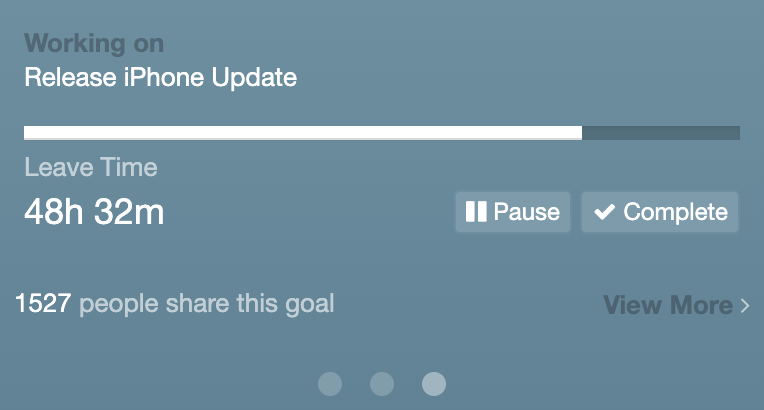 Working on
Release iPhone Update
Leave Time
48h 32m
Pause
Complete
1527 people share this goal
View More